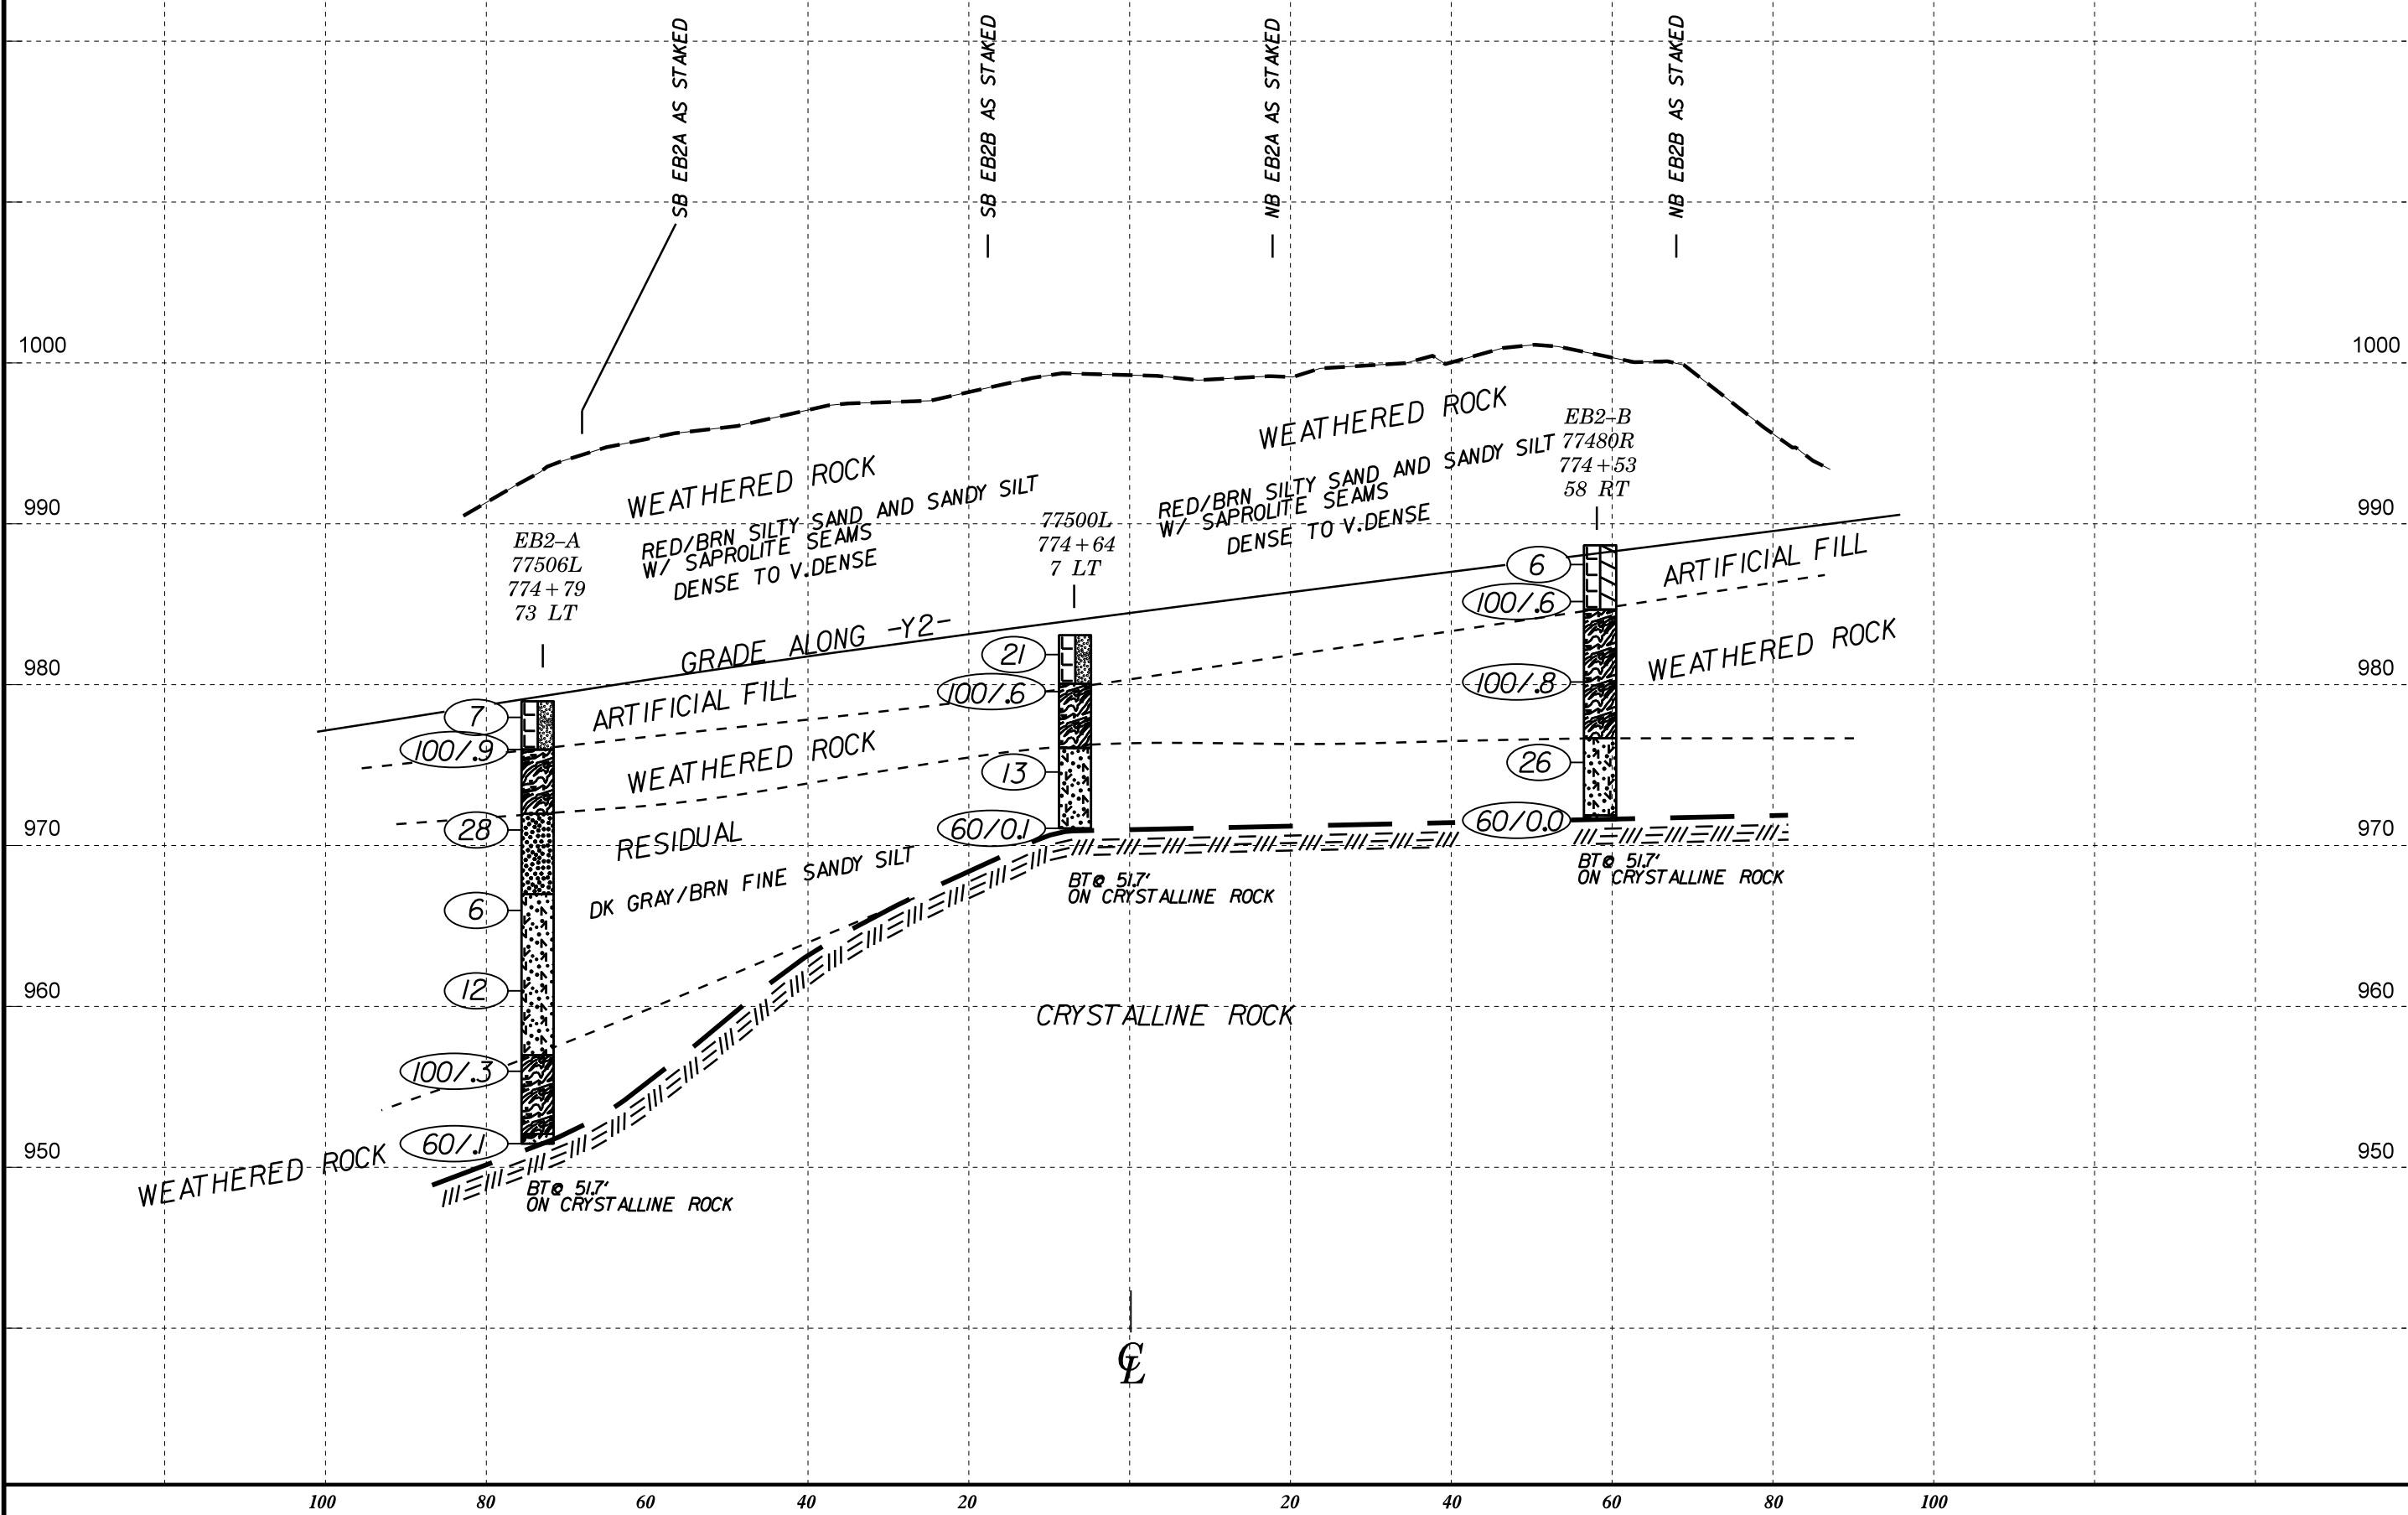 SB EB2A AS STAKED
SB EB2B AS STAKED
NB EB2A AS STAKED
NB EB2B AS STAKED
1000
1000
WEATHERED ROCK
RED/BRN SILTY SAND AND SANDY SILT
W/ SAPROLITE SEAMS
DENSE TO V.DENSE
WEATHERED ROCK
RED/BRN SILTY SAND AND SANDY SILT
W/ SAPROLITE SEAMS
DENSE TO V.DENSE
EB2-B
77480R
774+53
58 RT
990
990
EB2-A
77506L
774+79
73 LT
77500L
774+64
7 LT
6
100/.6
100/.8
26
60/0.0
ARTIFICIAL FILL
WEATHERED ROCK
GRADE ALONG -Y2-
980
980
21
100/.6
13
60/0.1
ARTIFICIAL FILL
WEATHERED ROCK
RESIDUAL
DK GRAY/BRN FINE SANDY SILT
7
100/.9
28
6
12
100/.3
60/.1
970
970
BT@ 51.7'
ON CRYSTALLINE ROCK
BT@ 51.7'
ON CRYSTALLINE ROCK
960
960
CRYSTALLINE ROCK
950
950
WEATHERED ROCK
BT@ 51.7'
ON CRYSTALLINE ROCK
CL
100 80 60 40 20 20 40 60 80 100